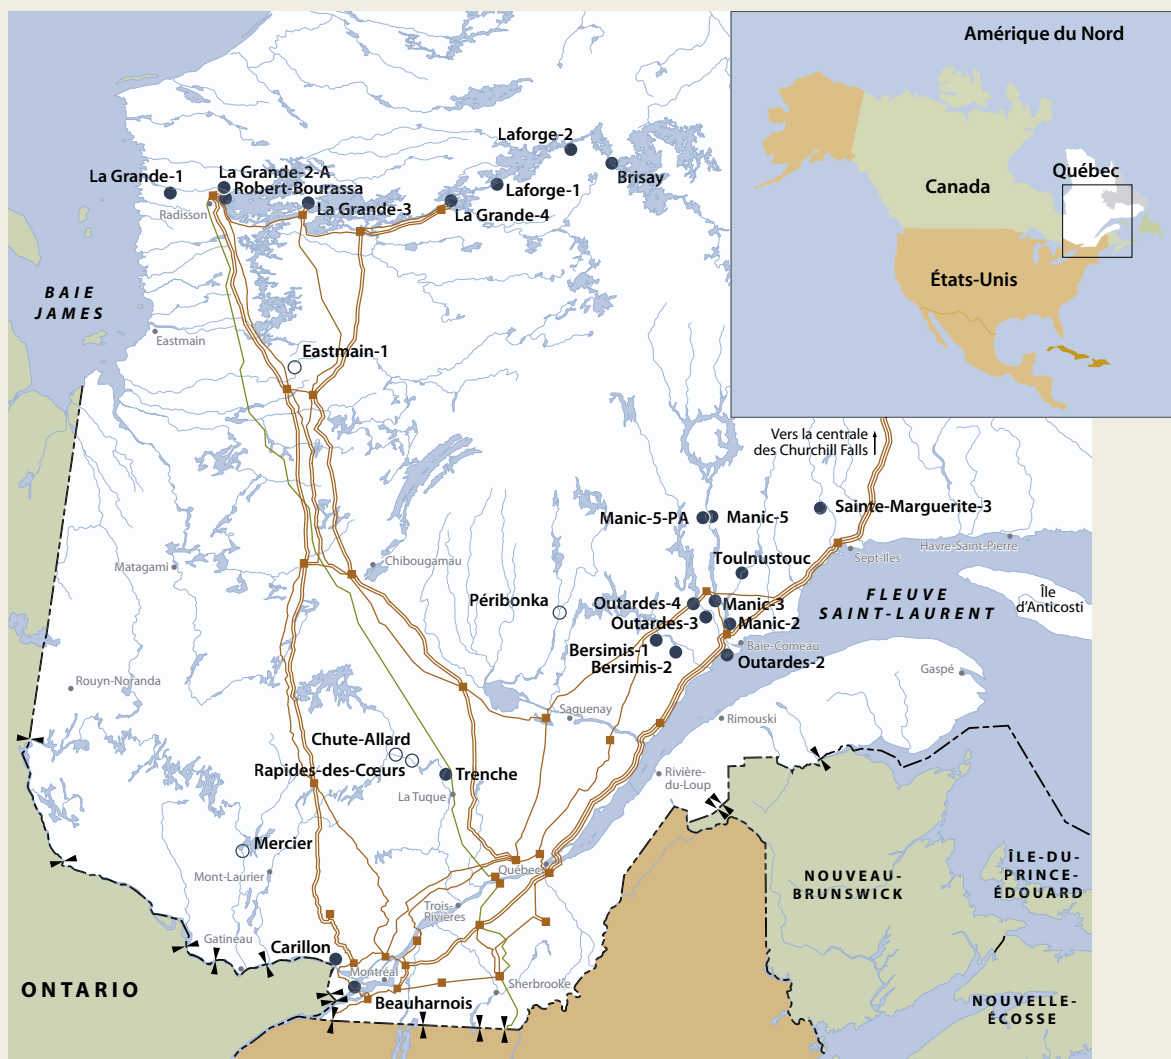 Amérique du Nord
Canada
Québec
États-Unis
Laforge-2
Brisay
La Grande-1
La Grande-2-A
Robert-Bourassa
Laforge-1
La Grande-3
La Grande-4
Radisson
BAIE
JAMES
Eastmain
Eastmain-1
Vers la centrale
des Churchill Falls
Manic-5-PA
Manic-5
Sainte-Marguerite-3
Sept-Iles
Havre-Saint-Pierre
Matagami
Chibougamau
Toulnustouc
Péribonka
Outardes-4
Manic-3
Outardes-3
Manic-2
FLEUVE
SAINT-LAURENT
Île
d'Anticosti
Bersimis-1
Bersimis-2
Baie-Comeau
Outardes-2
Rouyn-Noranda
Saguenay
Rimouski
Gaspé
Chute-Allard
Rapides-des-Cœurs
Trenche
La Tuque
Rivière-
du-Loup
Mercier
Mont-Laurier
Québec
Trois-
Rivières
NOUVEAU-
BRUNSWICK
ÎLE-DU-
PRINCE-
ÉDOUARD
Gatineau
Carillon
Montréal
Sherbrooke
Beauharnois
ONTARIO
NOUVELLE-
ÉCOSSE